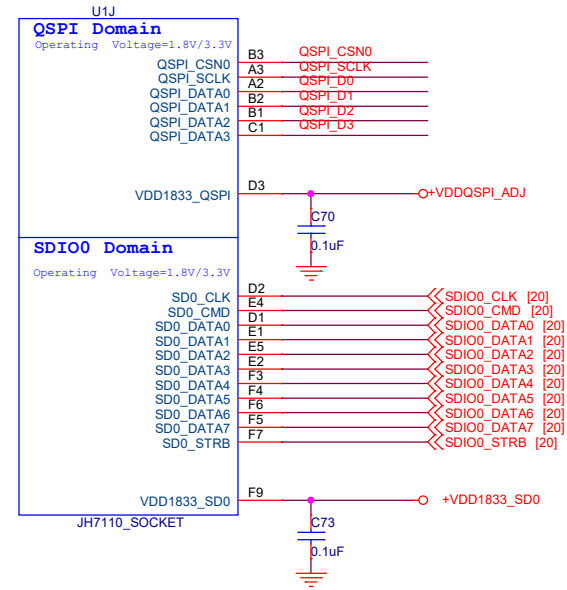 U1J
QSPI Domain
Operating Voltage=1.8V/3.3V
QSPI_CSN0 B3 QSPI_CSN0
QSPI_SCLK A3 QSPI_SCLK
QSPI_DATA0 A2 QSPI_D0
QSPI_DATA1 B2 QSPI_D1
QSPI_DATA2 B1 QSPI_D2
QSPI_DATA3 C1 QSPI_D3
VDD1833_QSPI D3 +VDDQSPI_ADJ
C70
0.1uF
SDIO0 Domain
Operating Voltage=1.8V/3.3V
SD0_CLK D2 SDIO0_CLK [20]
SD0_CMD E4 SDIO0_CMD [20]
SD0_DATA0 D1 SDIO0_DATA0 [20]
SD0_DATA1 E1 SDIO0_DATA1 [20]
SD0_DATA2 E5 SDIO0_DATA2 [20]
SD0_DATA3 E2 SDIO0_DATA3 [20]
SD0_DATA4 F3 SDIO0_DATA4 [20]
SD0_DATA5 F4 SDIO0_DATA5 [20]
SD0_DATA6 F6 SDIO0_DATA6 [20]
SD0_DATA7 F5 SDIO0_DATA7 [20]
SD0_STRB F7 SDIO0_STRB [20]
VDD1833_SD0 F9 +VDD1833_SD0
JH7110_SOCKET
C73
0.1uF